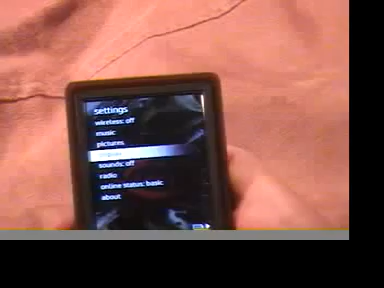 settings
wireless: off
music
pictures
sounds: off
radio
online status: basic
about